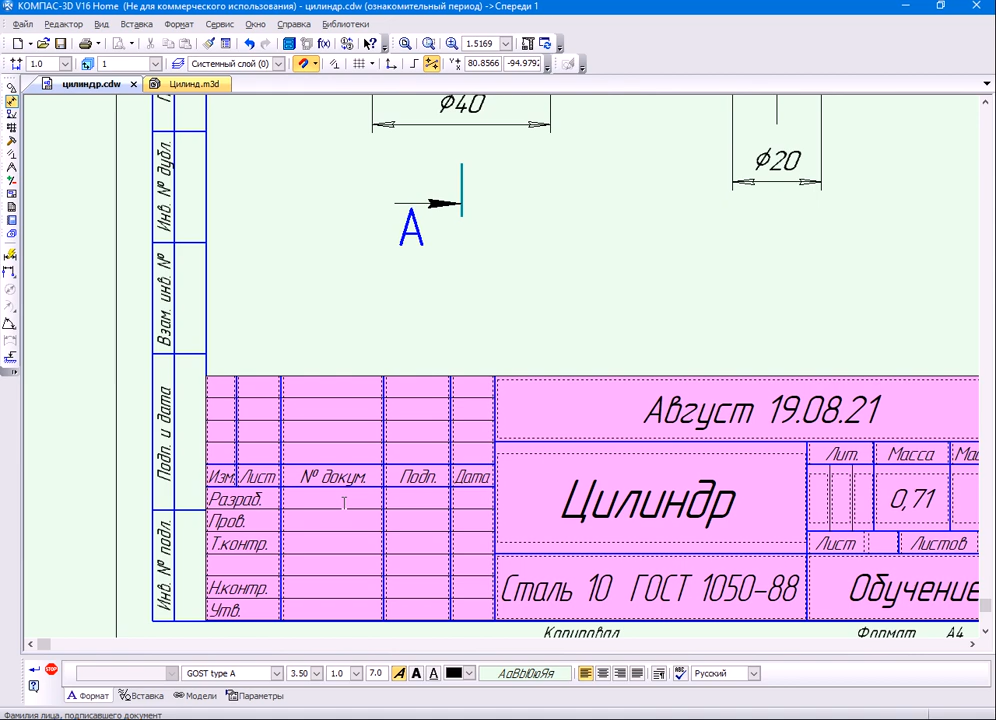 КОМПАС-3D V16 Home (Не для коммерческого использования) - цилиндр.cdw (ознакомительный период) ->Спереди 1
Файл Редактор Вид Вставка Формат Сервис Окно Справка Библиотеки
1.5169
1.0 1 Системный слой (0) 80.8566 -94.979
цилиндр.cdw Цилинд.m3d
Ф40
Ф20
А
Инв. № дубл.
Взам. инв. №
Подп. и дата
Инв. № подл.
Август 19.08.21
Изм. Лист № докум. Подп. Дата
Разраб.
Пров.
Т.контр.
Н.контр.
Утв.
Цилиндр
Лит. Масса Ма
0,71
Лист Листов
Сталь 10 ГОСТ 1050-88
Обучение
Копировал Формат А4
GOST type A 3.50 1.0 7.0 АаВbЮюЯя Русский
Формат Вставка Модели Параметры
Фамилия лица, подписавшего документ